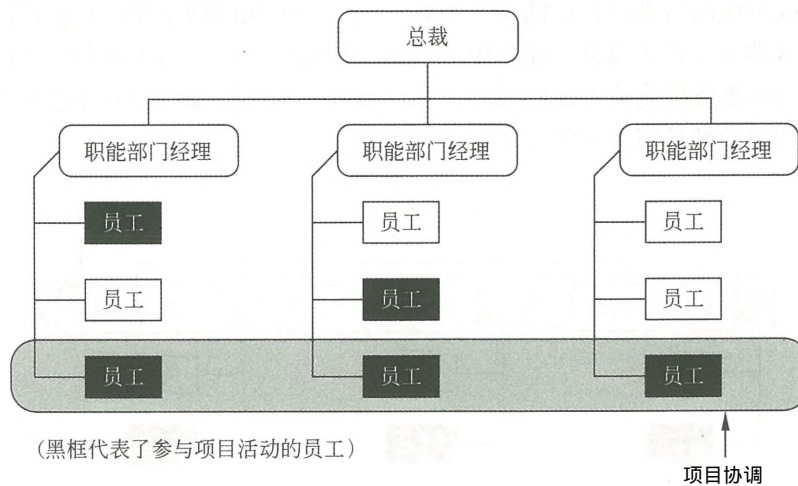 总裁
职能部门经理
职能部门经理
职能部门经理
员工
员工
员工
员工
员工
员工
员工
员工
员工
(黑框代表了参与项目活动的员工)
项目协调